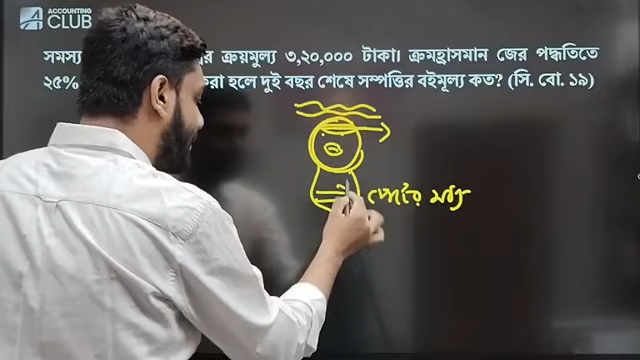 ACCOUNTING
CLUB
সমস্য ক্রয়মূল্য ৩,২০,০০০ টাকা। ক্রমহ্রাসমান জের পদ্ধতিতে
২৫% করা হলে দুই বছর শেষে সম্পত্তির বইমূল্য কত? (সি. বো. ১৯)